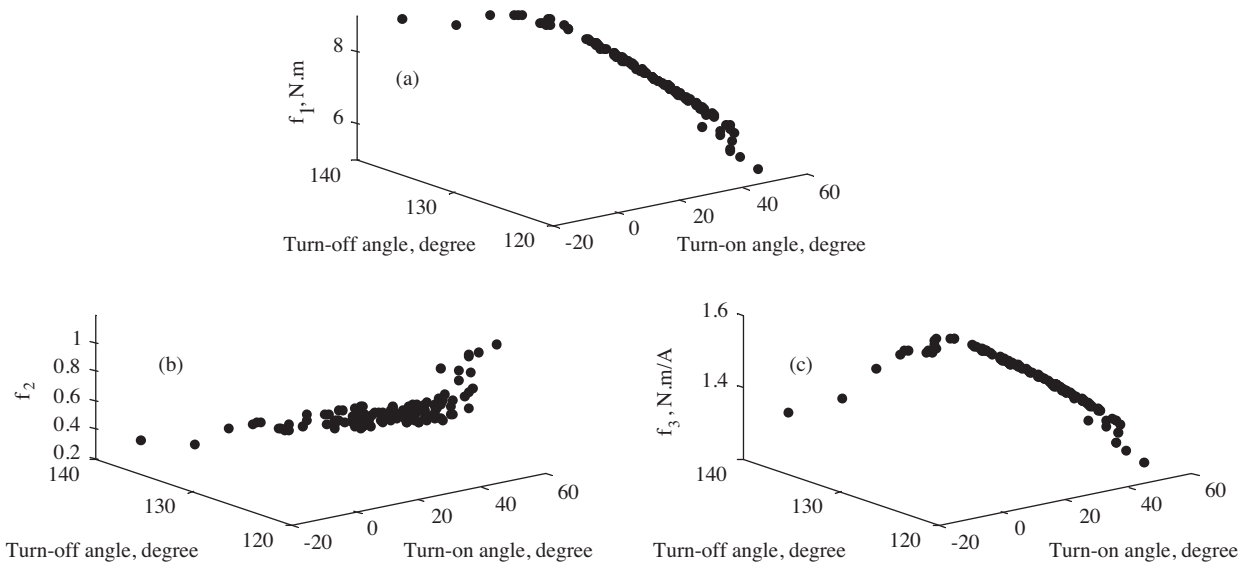 8
(a)
f1, N.m
6
140
60
130
40
20
0
120
-20
Turn-off angle, degree
Turn-on angle, degree
1
(b)
0.8
f2
0.6
0.4
0.2
140
60
130
40
20
0
120
-20
Turn-off angle, degree
Turn-on angle, degree
1.6
(c)
f3, N.m/A
1.4
140
60
130
40
20
0
120
-20
Turn-off angle, degree
Turn-on angle, degree